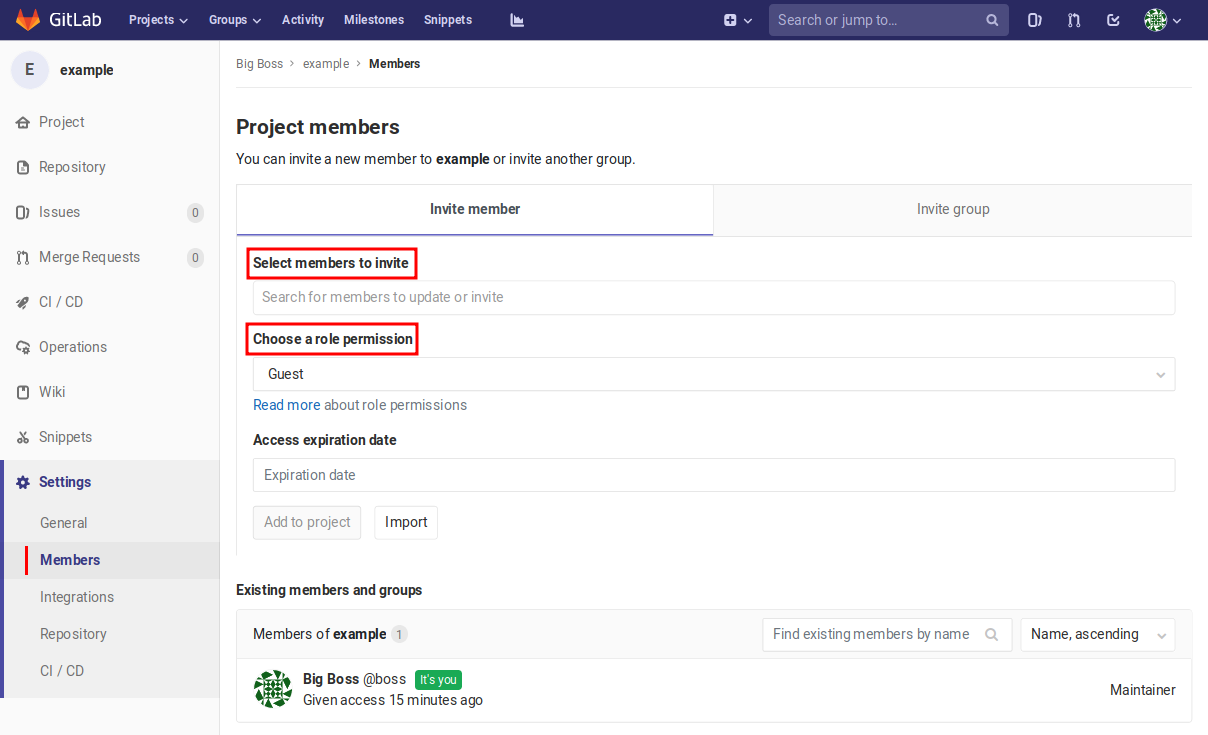 GitLab Projects Groups Activity Milestones Snippets Search or jump to...
E example
Project
Repository
Issues 0
Merge Requests 0
CI / CD
Operations
Wiki
Snippets
Settings
General
Members
Integrations
Repository
CI / CD
Big Boss > example > Members
Project members
You can invite a new member to example or invite another group.
Invite member Invite group
Select members to invite
Search for members to update or invite
Choose a role permission
Guest
Read more about role permissions
Access expiration date
Expiration date
Add to project Import
Existing members and groups
Members of example 1 Find existing members by name Name, ascending
Big Boss @boss It's you
Given access 15 minutes ago
Maintainer